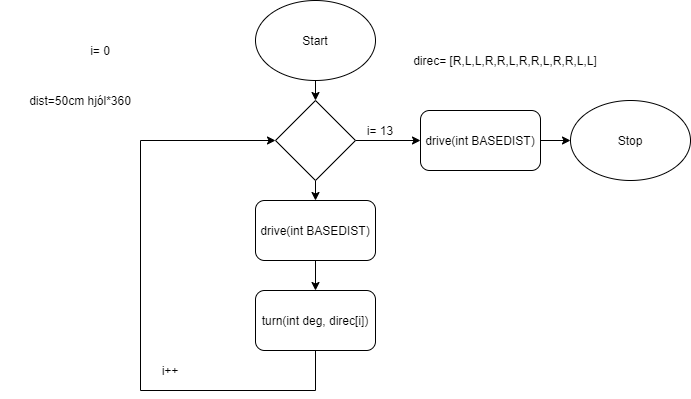 Start
i= 0
direc= [R,L,L,R,R,L,R,R,L,R,R,L,L]
dist=50cm hjól*360
i= 13
drive(int BASEDIST)
Stop
drive(int BASEDIST)
turn(int deg, direc[i])
i++